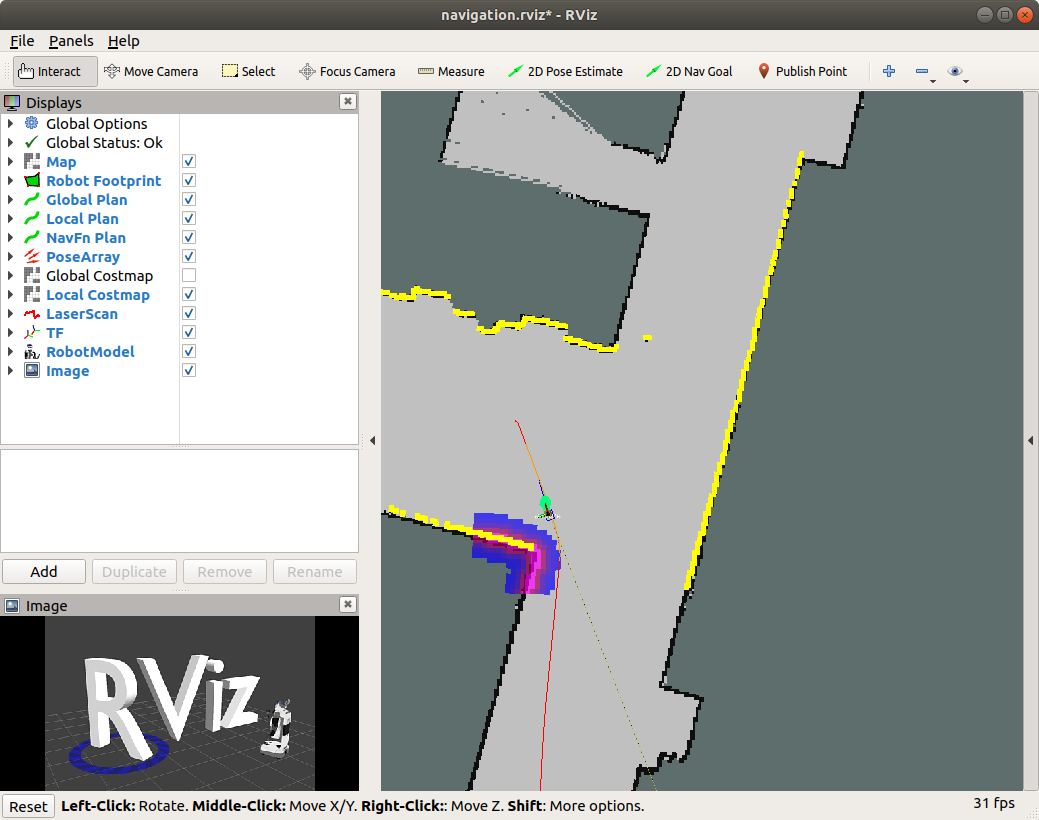 navigation.rviz* - RViz
File Panels Help
Interact Move Camera Select Focus Camera Measure 2D Pose Estimate 2D Nav Goal Publish Point
Displays
Global Options
Global Status: Ok
Map
Robot Footprint
Global Plan
Local Plan
NavFn Plan
PoseArray
Global Costmap
Local Costmap
LaserScan
TF
RobotModel
Image
Add Duplicate Remove Rename
Image
RViz
Reset Left-Click: Rotate. Middle-Click: Move X/Y. Right-Click:: Move Z. Shift: More options. 31 fps